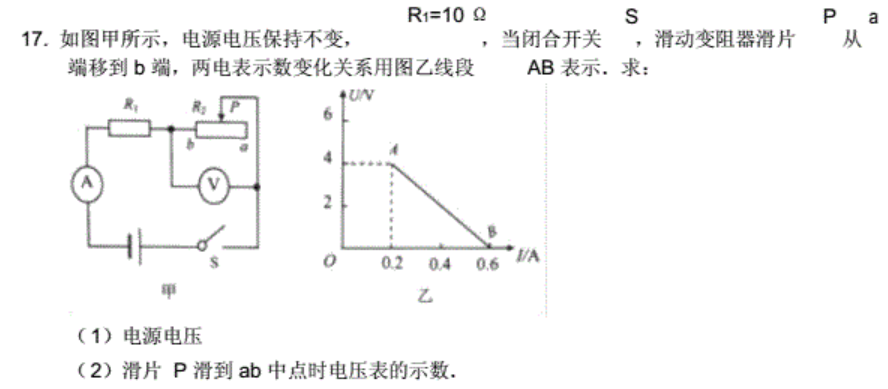 R₁=10 Ω S P a
17. 如图甲所示，电源电压保持不变， ，当闭合开关 ，滑动变阻器滑片 从
端移到 b 端，两电表示数变化关系用图乙线段 AB 表示．求：
R₁ R₂ P
b a
A V
S
甲
U/V
6
4 A
2
B
O 0.2 0.4 0.6 I/A
乙
（1）电源电压
（2）滑片 P 滑到 ab 中点时电压表的示数．